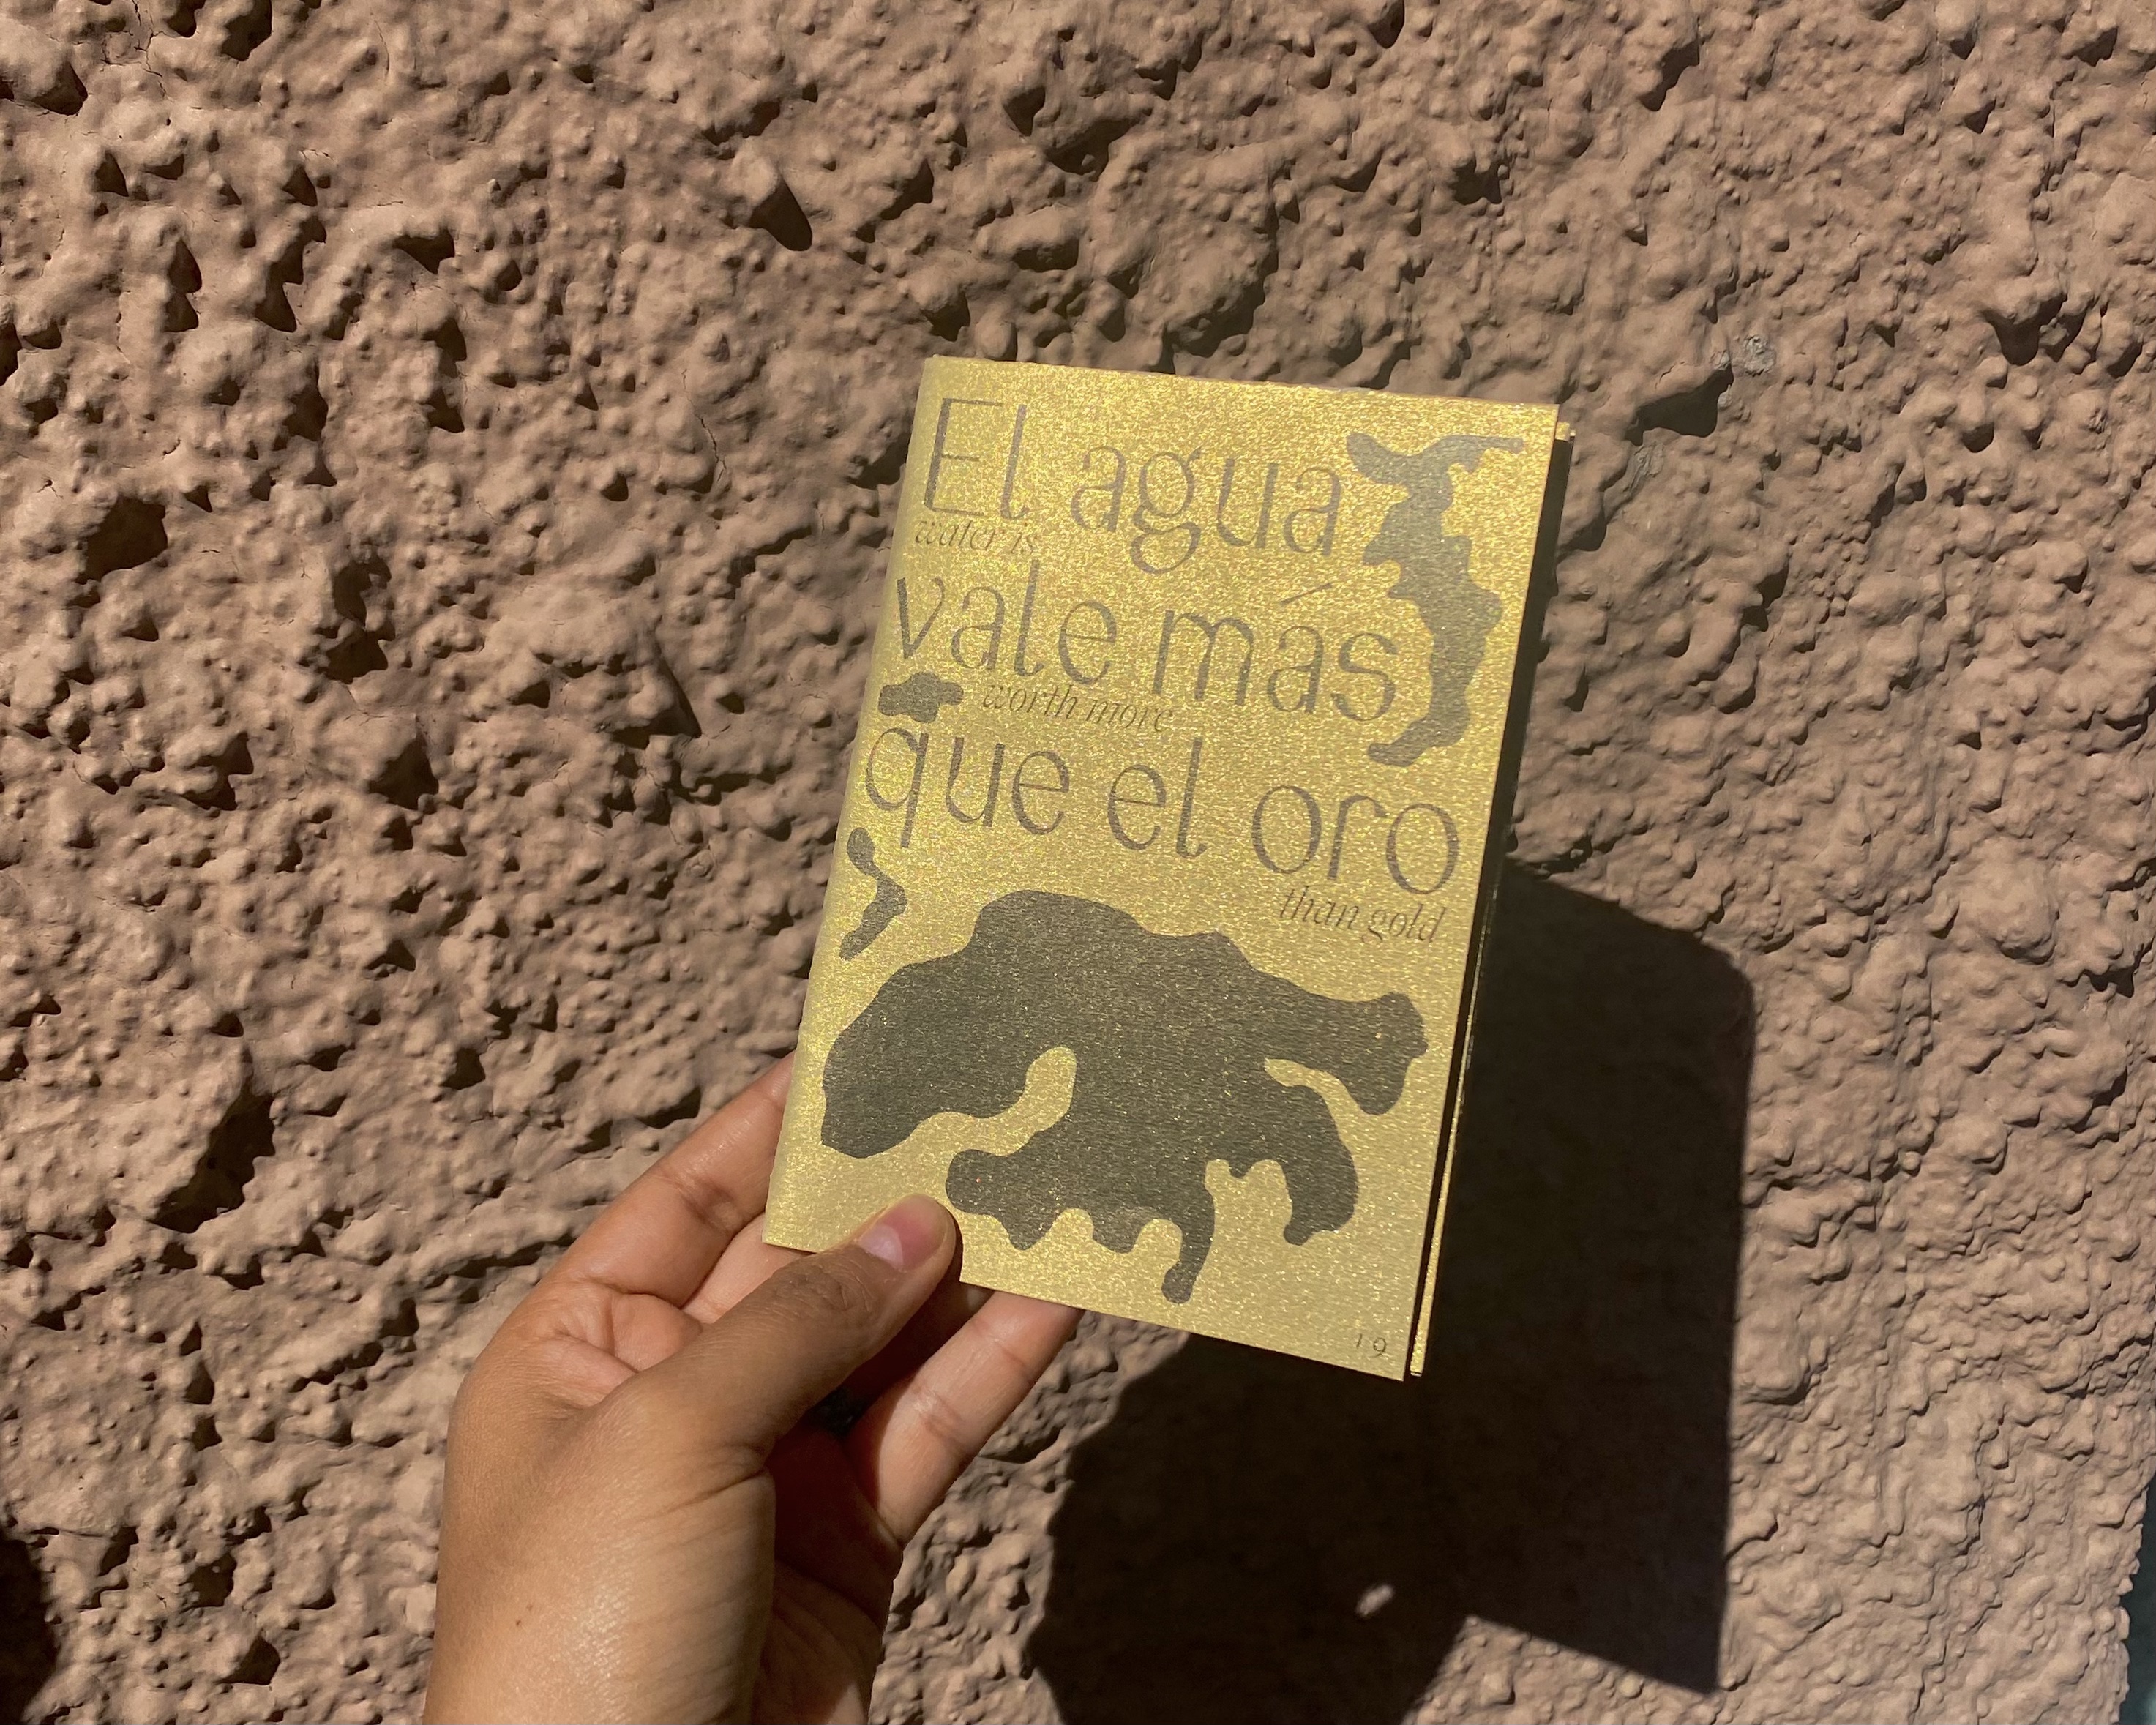 El agua
water is
vale más
worth more
que el oro
than gold
19